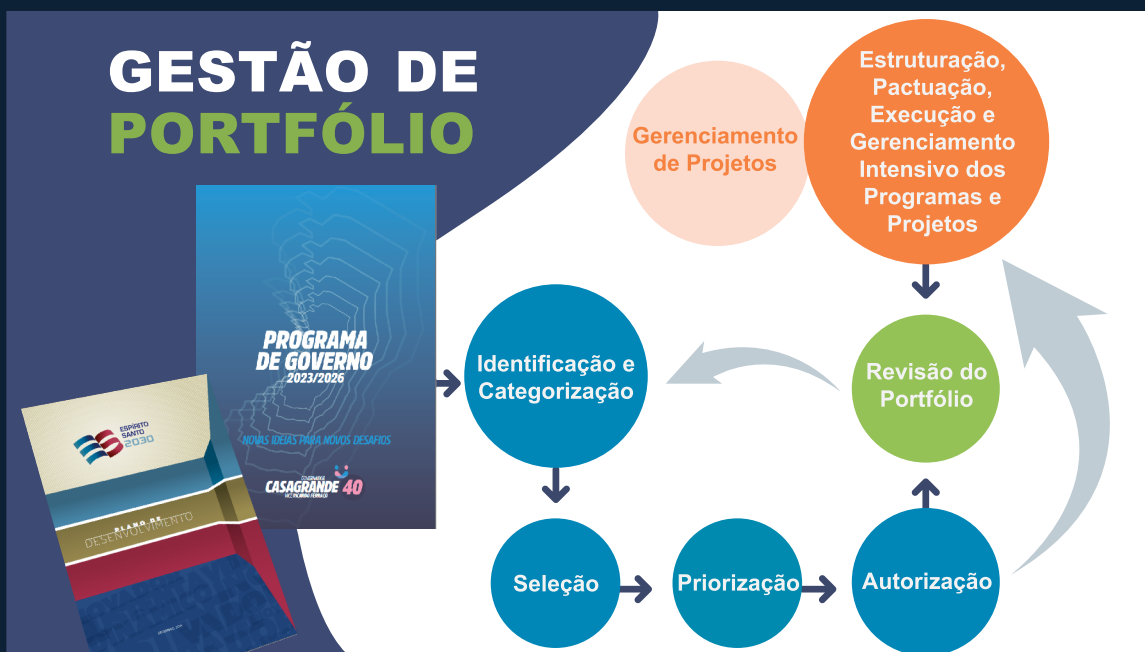 GESTÃO DE
PORTFÓLIO
PROGRAMA
DE GOVERNO
2023/2026
NOVAS IDEIAS PARA NOVOS DESAFIOS
CASAGRANDE 40
ESPÍRITO
SANTO
2030
PLANO DE
DESENVOLVIMENTO
Gerenciamento
de Projetos
Estruturação,
Pactuação,
Execução e
Gerenciamento
Intensivo dos
Programas e
Projetos
Identificação e
Categorização
Revisão do
Portfólio
Seleção
Priorização
Autorização